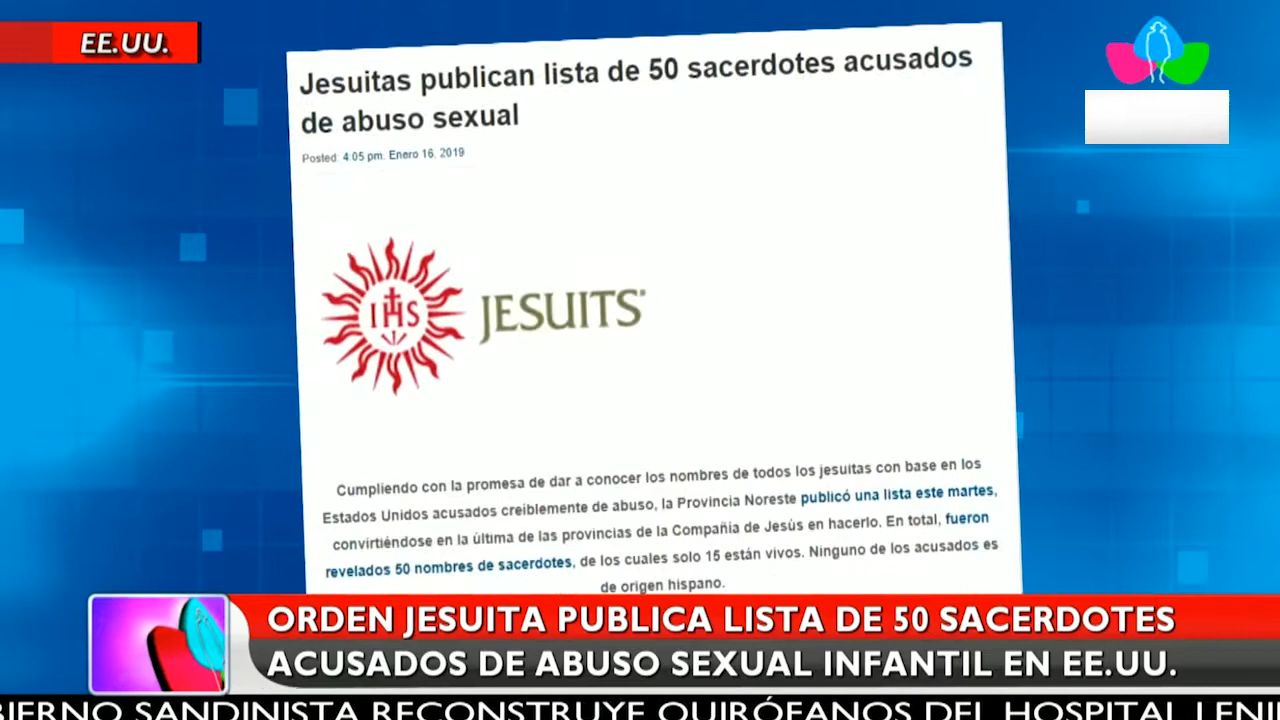 EE.UU.
Jesuitas publican lista de 50 sacerdotes acusados
de abuso sexual
Posted: 4:05 pm. Enero 16, 2019
IHS
JESUITS
Cumpliendo con la promesa de dar a conocer los nombres de todos los jesuitas con base en los
Estados Unidos acusados creiblemente de abuso, la Provincia Noreste publicó una lista este martes,
convirtiéndose en la última de las provincias de la Compañia de Jesús en hacerlo. En total, fueron
revelados 50 nombres de sacerdotes, de los cuales solo 15 están vivos. Ninguno de los acusados es
de origen hispano.
ORDEN JESUITA PUBLICA LISTA DE 50 SACERDOTES
ACUSADOS DE ABUSO SEXUAL INFANTIL EN EE.UU.
BIERNO SANDINISTA RECONSTRUYE QUIRÓFANOS DEL HOSPITAL LENI